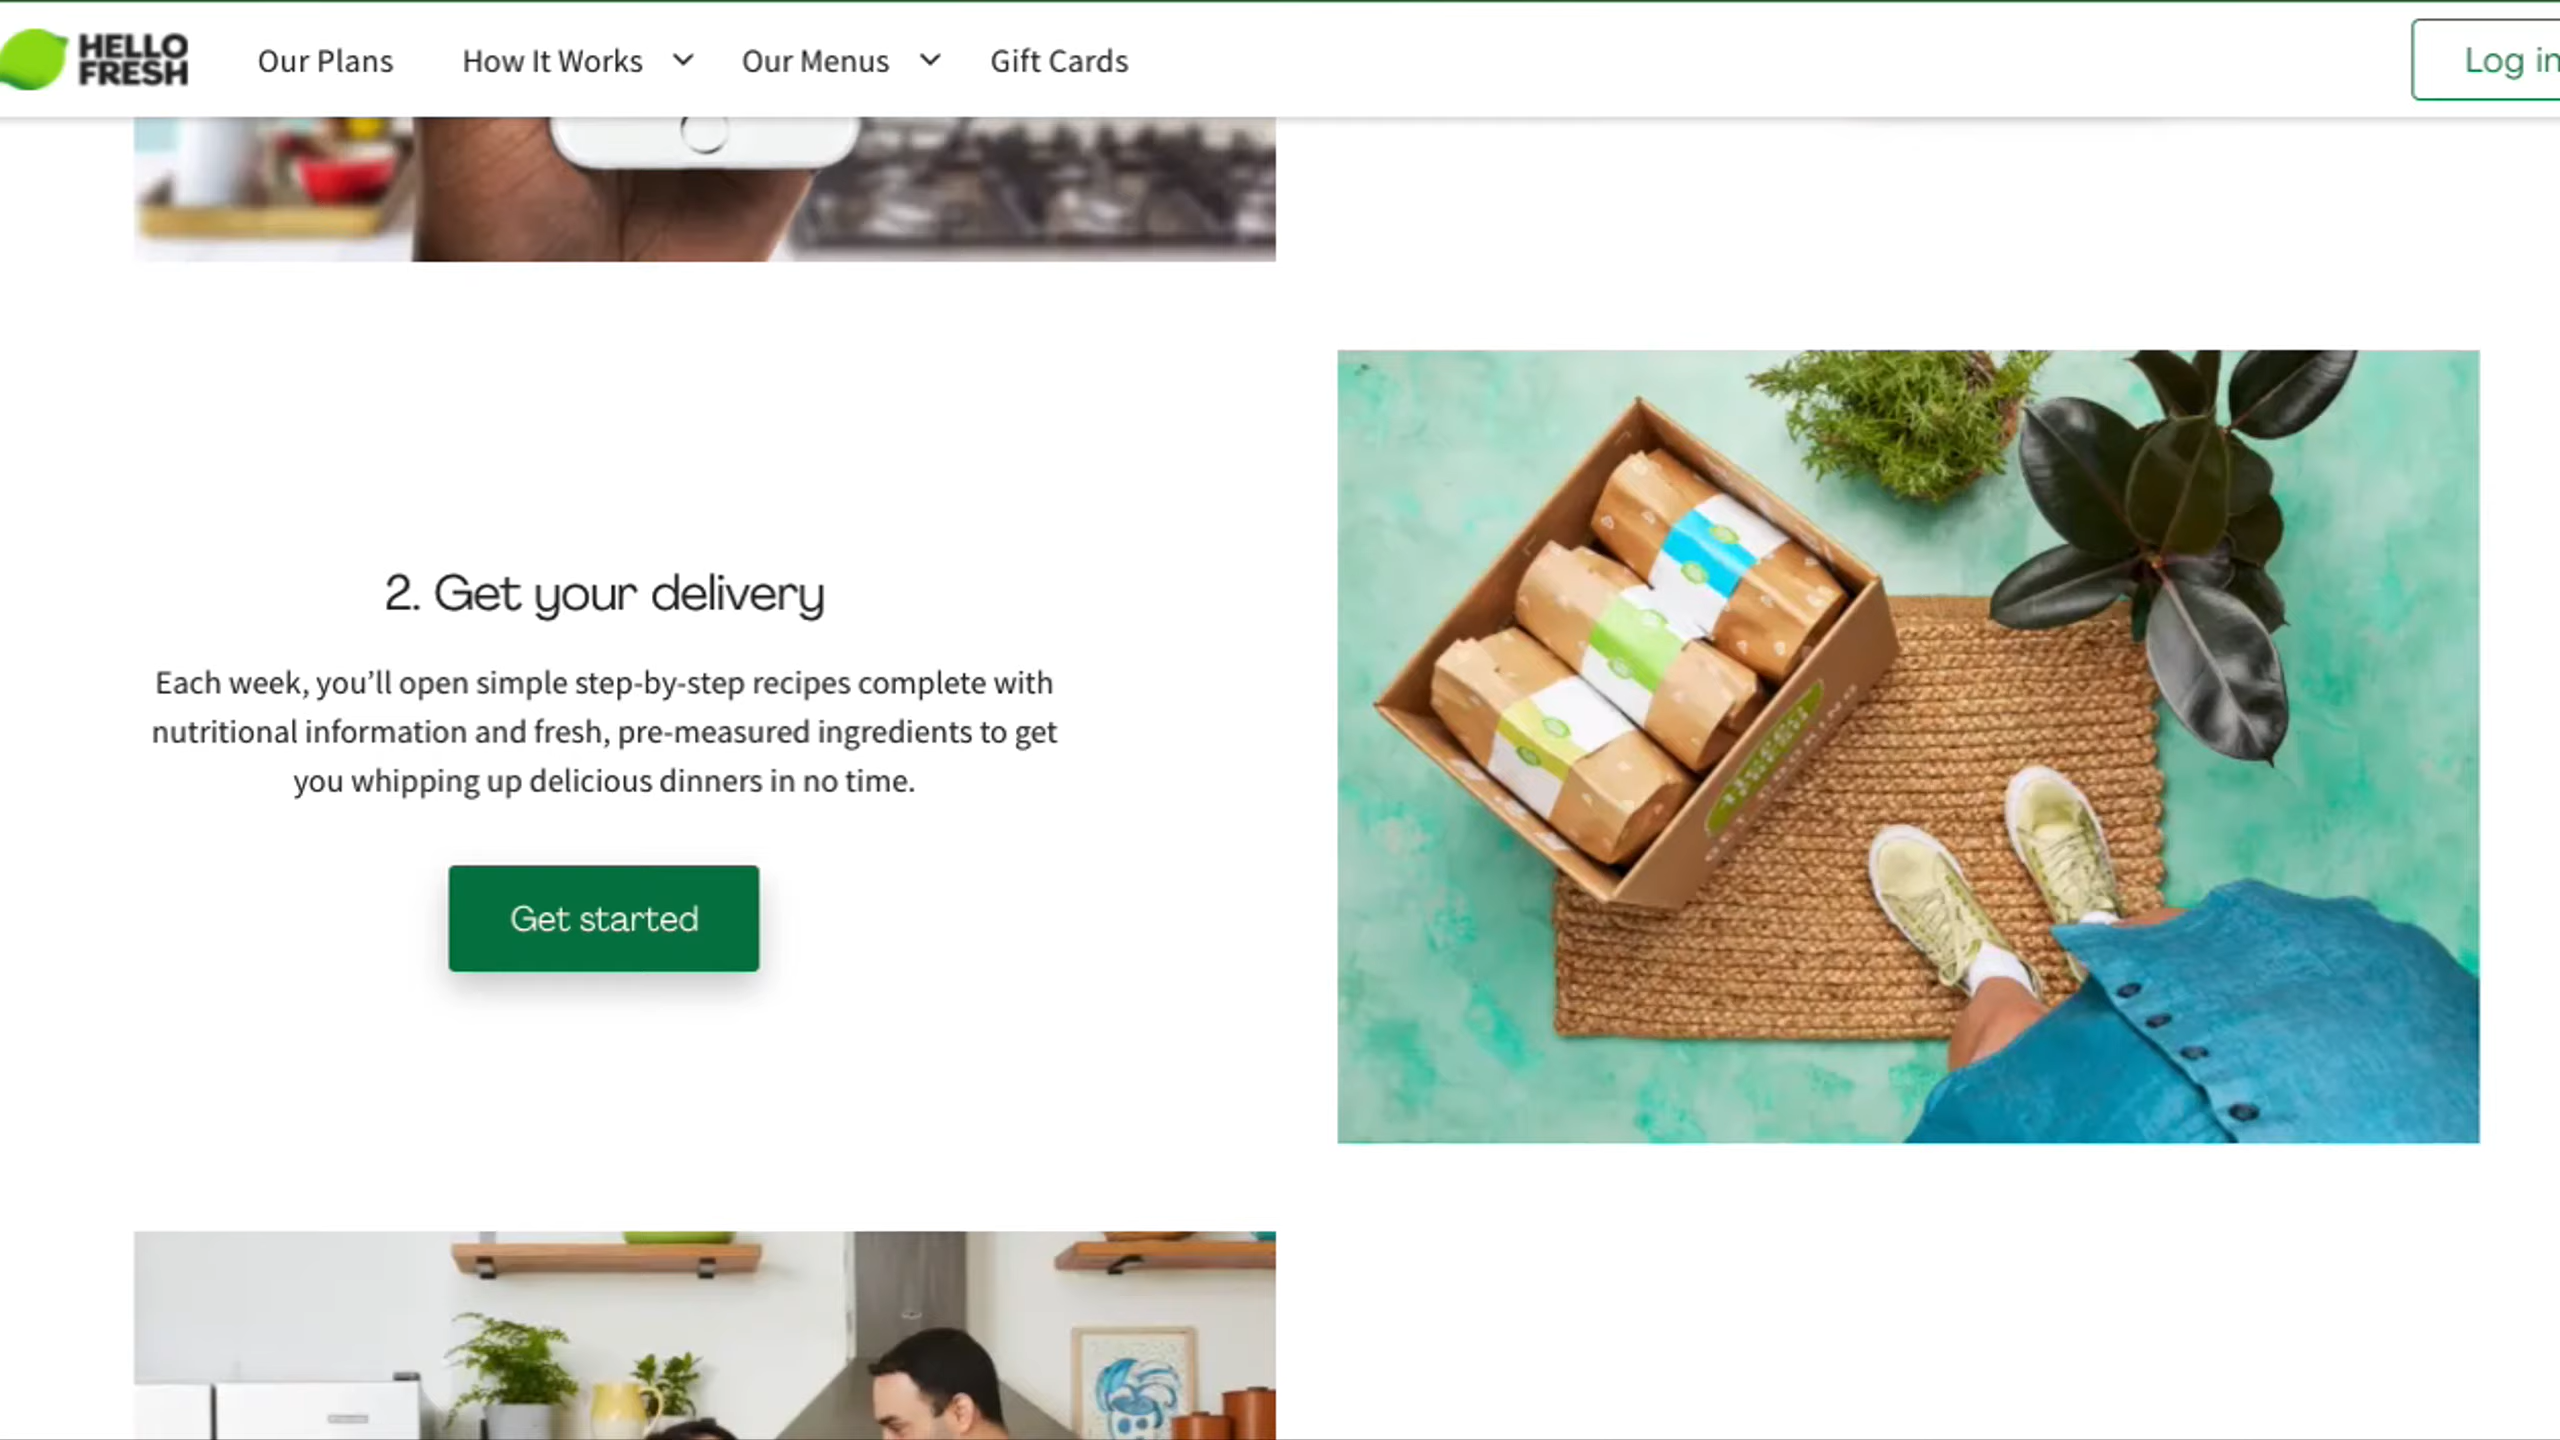 HELLO
FRESH
Our Plans
How It Works
Our Menus
Gift Cards
Log in
2. Get your delivery
Each week, you’ll open simple step-by-step recipes complete with
nutritional information and fresh, pre-measured ingredients to get
you whipping up delicious dinners in no time.
Get started